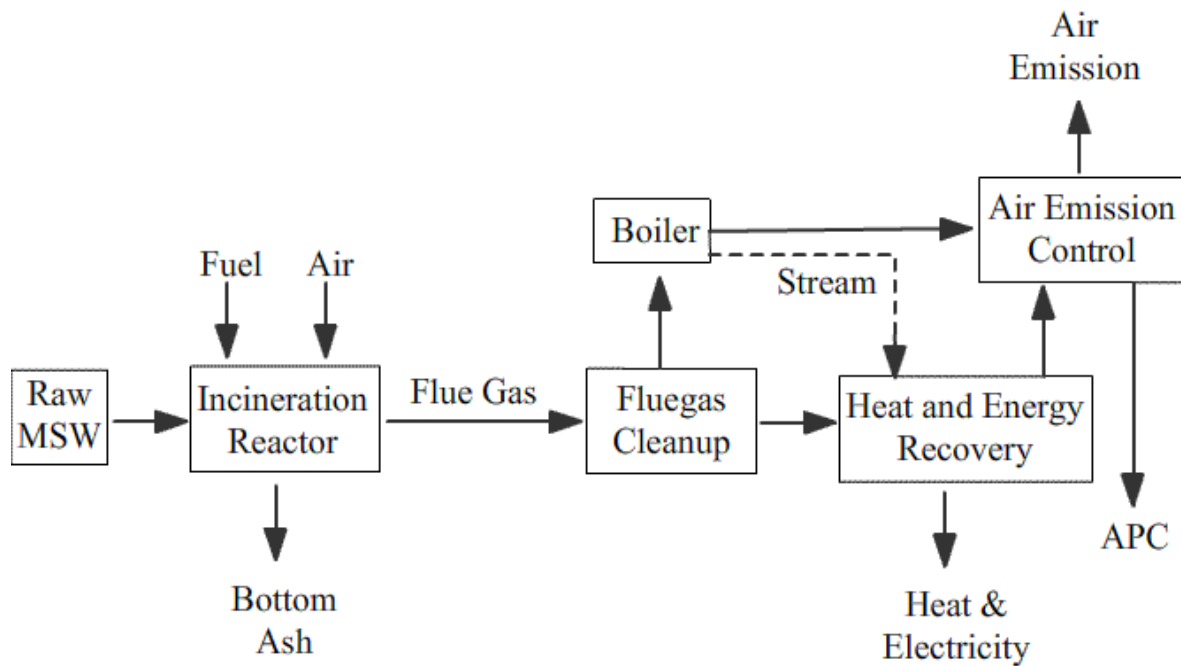 Air
Emission
Boiler
Air Emission
Control
Fuel
Air
Stream
Raw
MSW
Incineration
Reactor
Flue Gas
Fluegas
Cleanup
Heat and Energy
Recovery
APC
Bottom
Ash
Heat &
Electricity